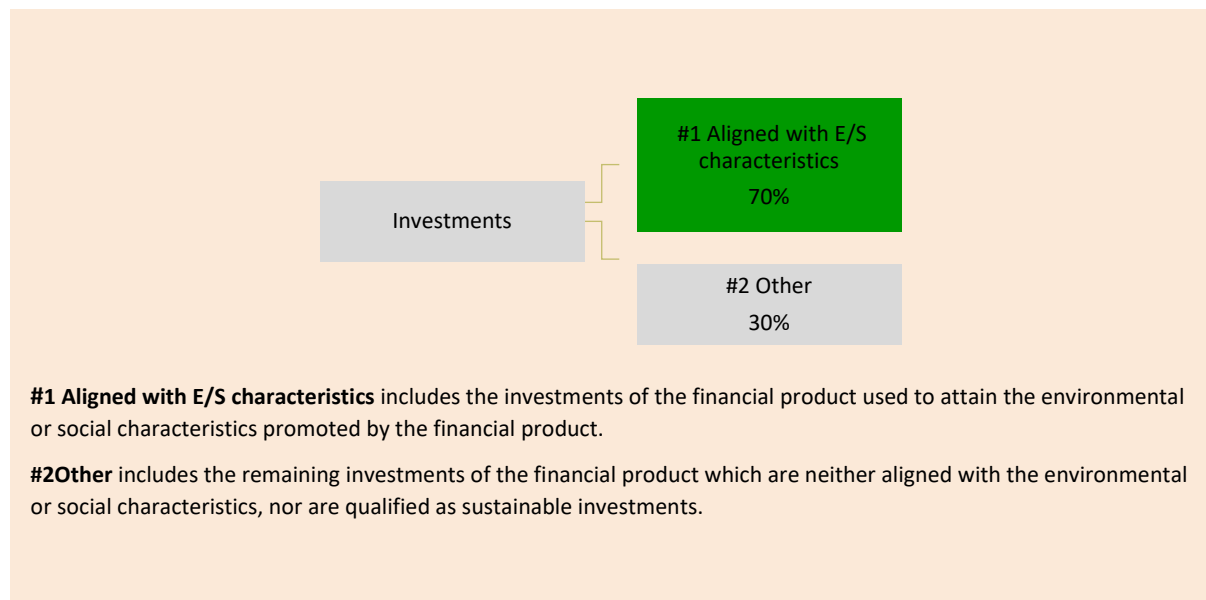 #1 Aligned with E/S
characteristics
70%
Investments
#2 Other
30%
#1 Aligned with E/S characteristics includes the investments of the financial product used to attain the environmental
or social characteristics promoted by the financial product.
#2Other includes the remaining investments of the financial product which are neither aligned with the environmental
or social characteristics, nor are qualified as sustainable investments.